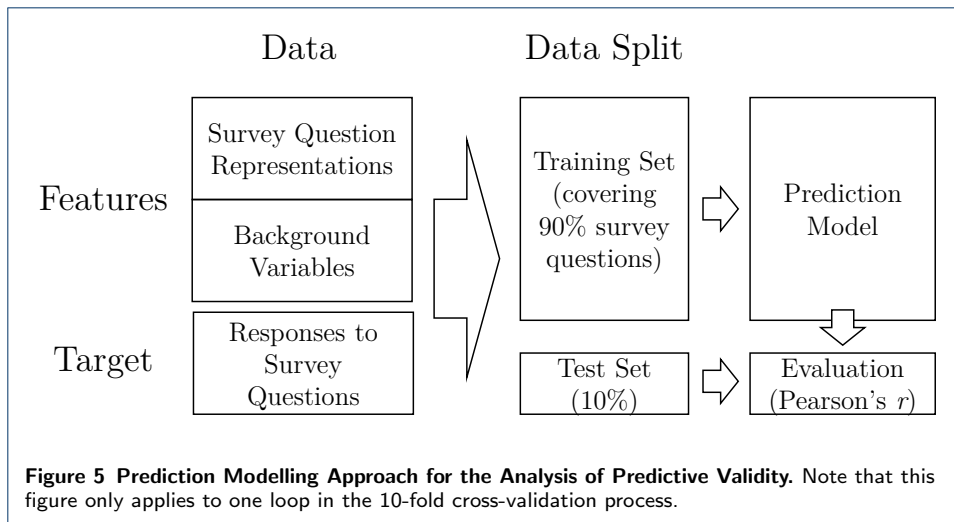 Data
Data Split
Features
Survey Question
Representations
Background
Variables
Target
Responses to
Survey
Questions
Training Set
(covering
90% survey
questions)
Test Set
(10%)
Prediction
Model
Evaluation
(Pearson's r)
Figure 5 Prediction Modelling Approach for the Analysis of Predictive Validity. Note that this
figure only applies to one loop in the 10-fold cross-validation process.